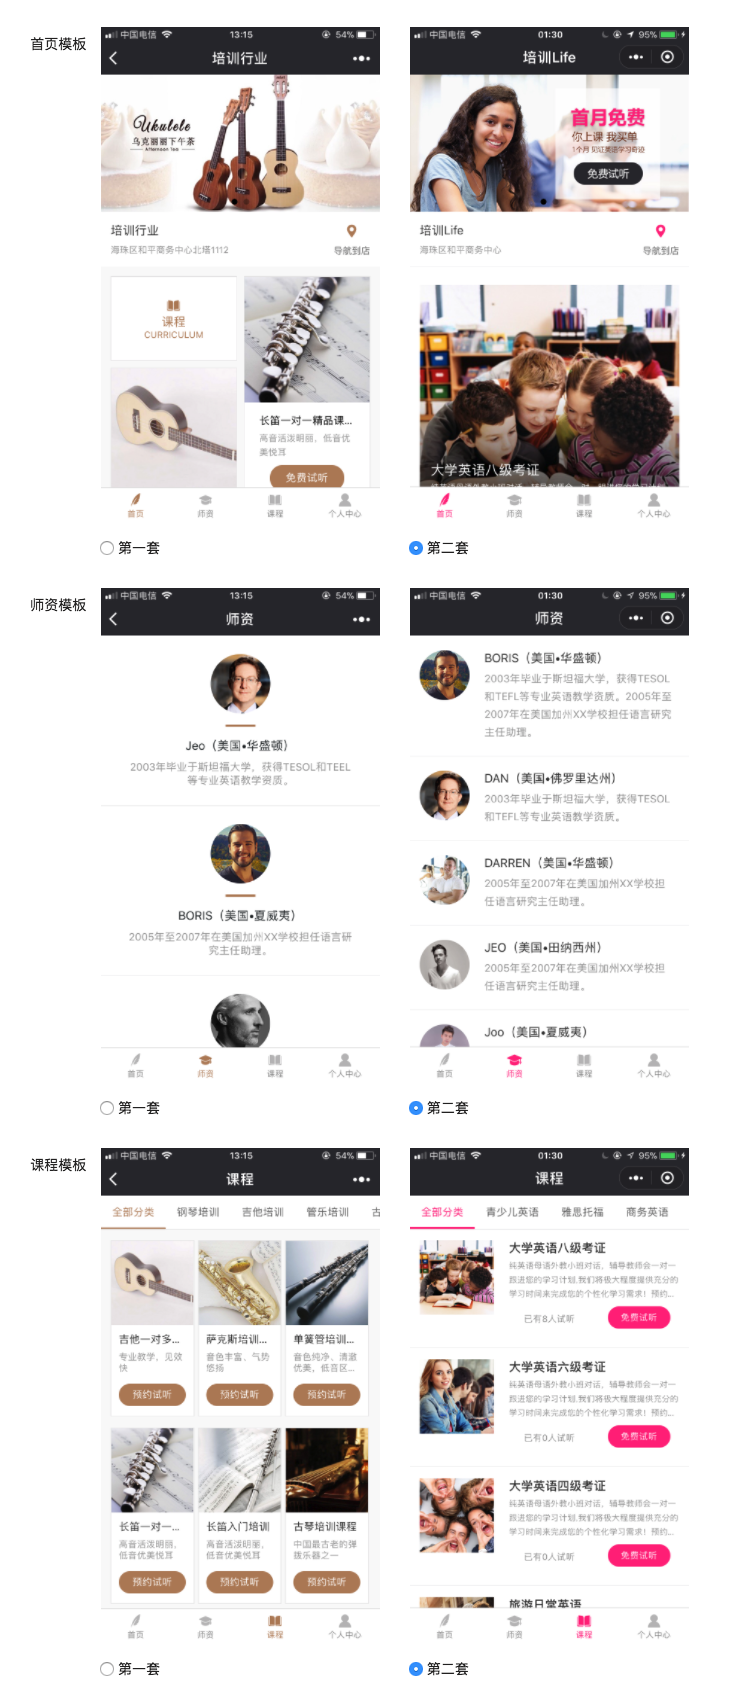 首页模板
中国电信 13:15 54%
培训行业
Ukulele
乌克丽丽下午茶
Afternoon Tea
培训行业
海珠区和平商务中心北塔1112
导航到店
课程
CURRICULUM
长笛一对一精品课...
高音活泼明丽，低音优
美悦耳
免费试听
首页 师资 课程 个人中心
第一套
中国电信 01:30 95%
培训Life
首月免费
你上课 我买单
1个月 见证英语学习奇迹
免费试听
培训Life
海珠区和平商务中心
导航到店
大学英语八级考证
首页 师资 课程 个人中心
第二套
师资模板
中国电信 13:15 54%
师资
Jeo（美国•华盛顿）
2003年毕业于斯坦福大学，获得TESOL和TEEL
等专业英语教学资质。
BORIS（美国•夏威夷）
2005年至2007年在美国加州XX学校担任语言研
究主任助理。
首页 师资 课程 个人中心
第一套
中国电信 01:30 95%
师资
BORIS（美国•华盛顿）
2003年毕业于斯坦福大学，获得TESOL
和TEFL等专业英语教学资质。2005年至
2007年在美国加州XX学校担任语言研究
主任助理。
DAN（美国•佛罗里达州）
2003年毕业于斯坦福大学，获得TESOL
和TEFL等专业英语教学资质。
DARREN（美国•华盛顿）
2005年至2007年在美国加州XX学校担
任语言研究主任助理。
JEO（美国•田纳西州）
2005年至2007年在美国加州XX学校担
任语言研究主任助理。
Joo（美国•夏威夷）
首页 师资 课程 个人中心
第二套
课程模板
中国电信 13:15 54%
课程
全部分类 钢琴培训 吉他培训 管乐培训 古
吉他一对多...
专业教学，见效
快
预约试听
萨克斯培训...
音色丰富、气势
悠扬
预约试听
单簧管培训...
音色纯净、清澈
优美，低音区...
预约试听
长笛一对一...
高音活泼明丽，
低音优美悦耳
预约试听
长笛入门培训
高音活泼明丽，
低音优美悦耳
预约试听
古琴培训课程
中国最古老的弹
拨乐器之一
预约试听
首页 师资 课程 个人中心
第一套
中国电信 01:30 95%
课程
全部分类 青少儿英语 雅思托福 商务英语
大学英语八级考证
纯英语母语外教小班对话，辅导教师会一对一
跟进您的学习计划,我们将极大程度提供充分的
学习时间来完成您的个性化学习需求！预约...
已有8人试听 免费试听
大学英语六级考证
纯英语母语外教小班对话，辅导教师会一对一
跟进您的学习计划,我们将极大程度提供充分的
学习时间来完成您的个性化学习需求！预约...
已有0人试听 免费试听
大学英语四级考证
纯英语母语外教小班对话，辅导教师会一对一
跟进您的学习计划,我们将极大程度提供充分的
学习时间来完成您的个性化学习需求！预约...
已有0人试听 免费试听
旅游日常英语
首页 师资 课程 个人中心
第二套